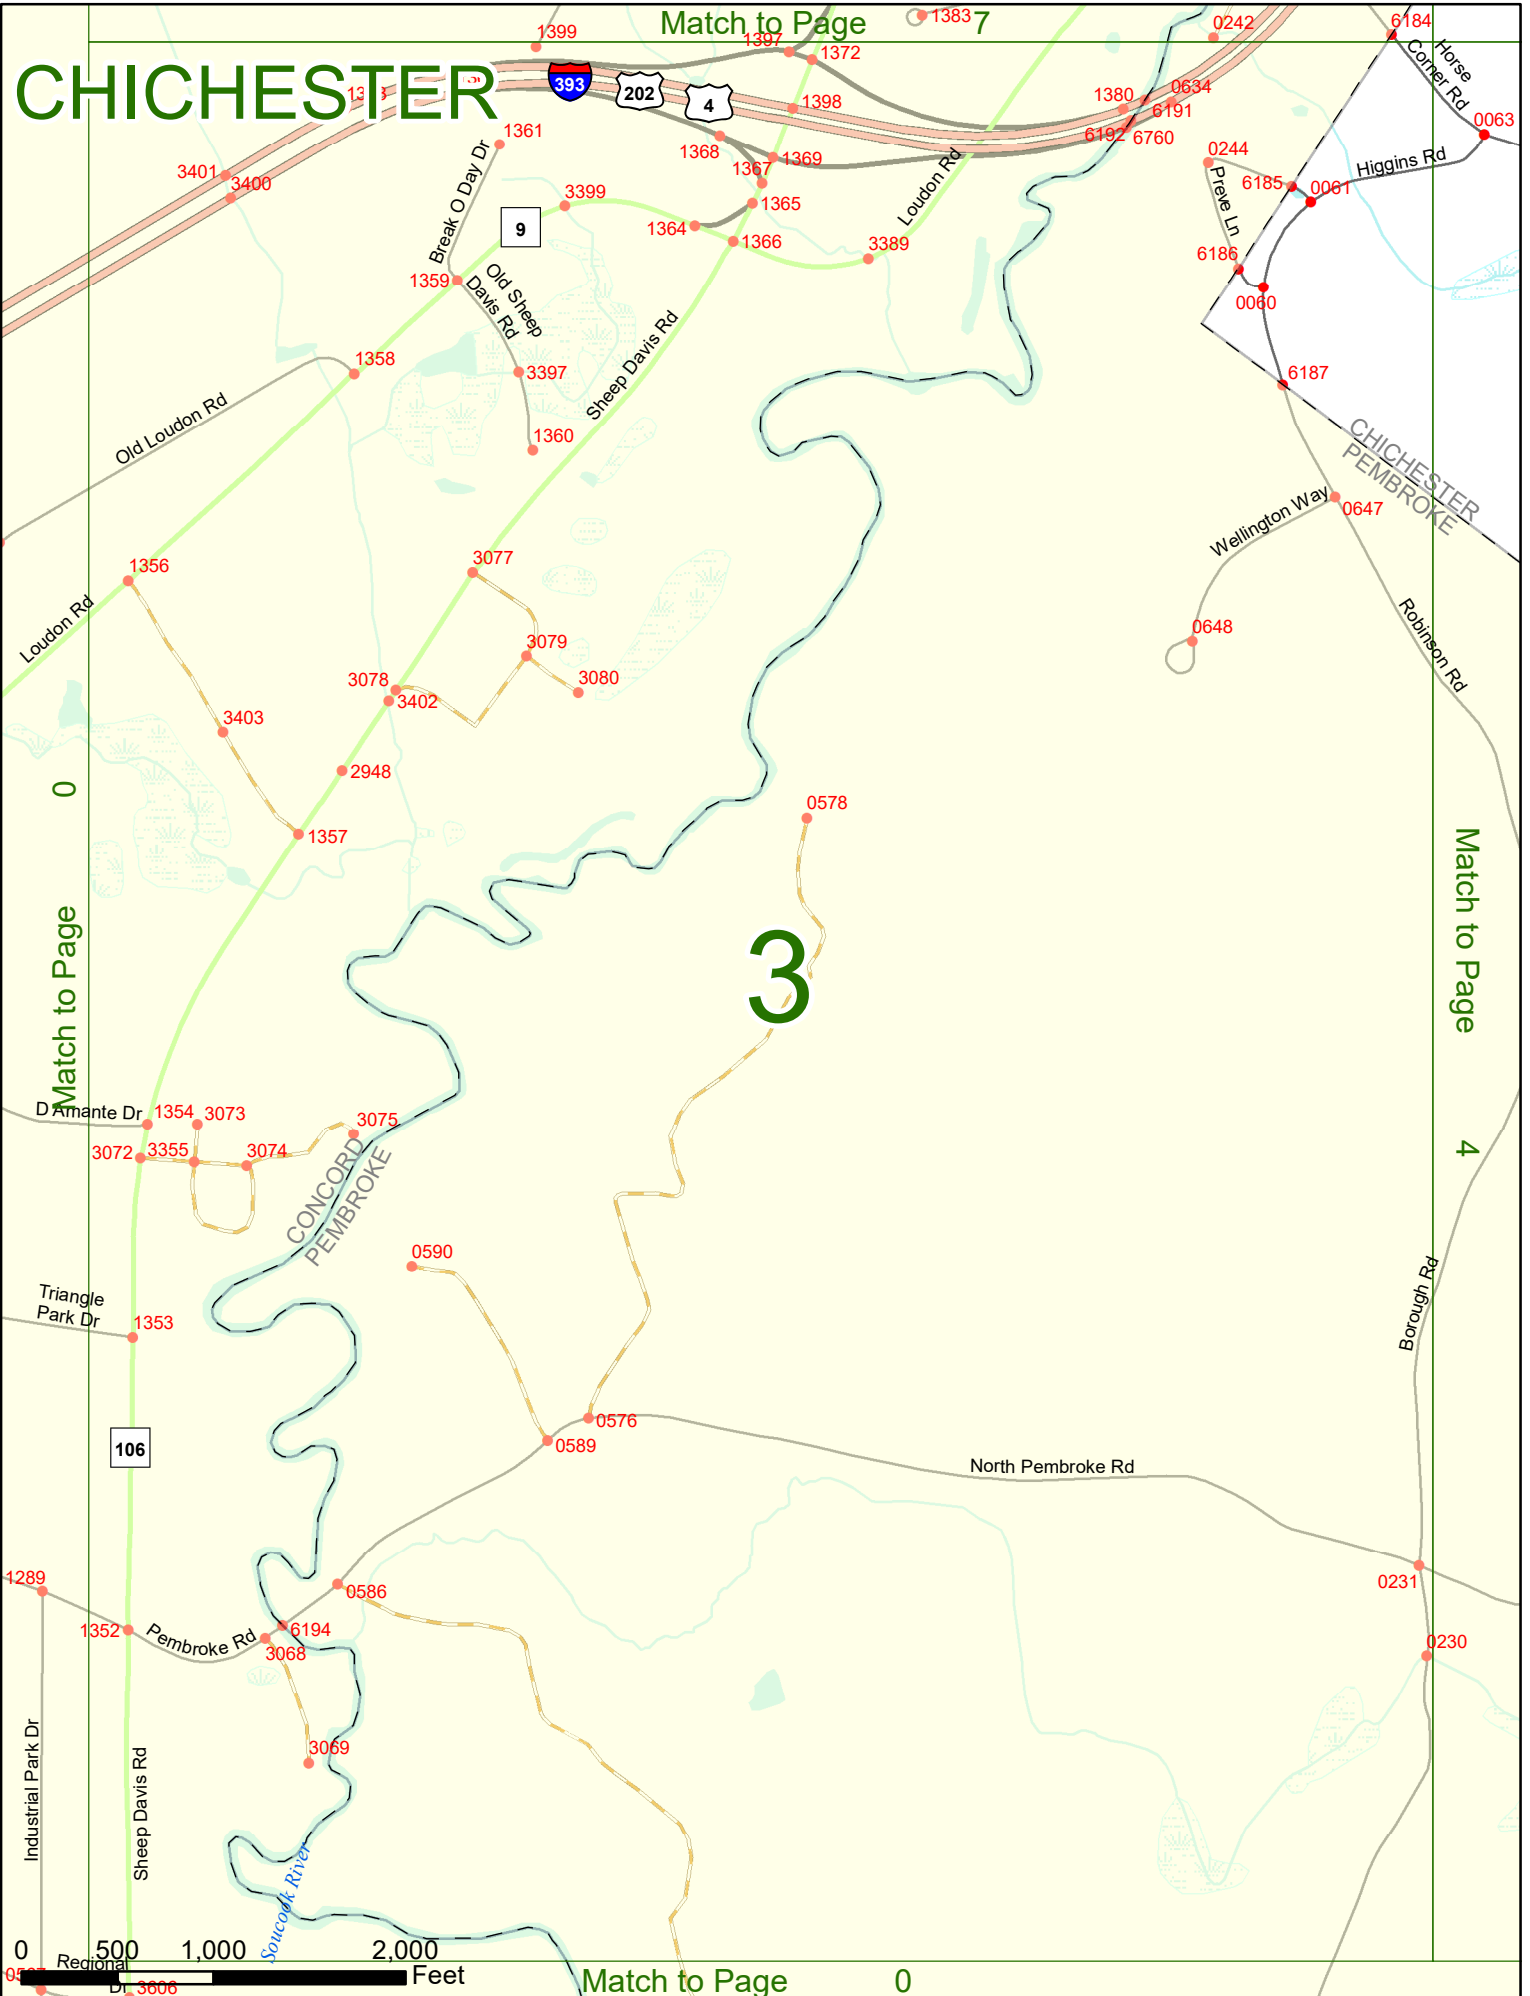 Match to Page 7
CHICHESTER
1383
0242
6184
1399
1397
1372
Horse
Corner Rd
393
202
4
1398
1380
0634
6191
6192
6760
0063
1361
1368
1369
1367
0244
Higgins Rd
3401
3400
3399
1365
6185
0061
Break O Day Dr
9
1364
1366
Loudon Rd
Preve Ln
3389
6186
0060
1359
Old Sheep
Davis Rd
Sheep Davis Rd
1358
3397
6187
Old Loudon Rd
1360
CHICHESTER
PEMBROKE
0647
Wellington Way
1356
3077
Loudon Rd
3079
0648
Robinson Rd
3078
3402
3080
3403
2948
0
Match to Page
1357
0578
Match to Page
4
3
D Amante Dr
1354
3073
3075
3072
3355
3074
CONCORD
PEMBROKE
0590
Triangle
Park Dr
1353
Borough Rd
106
0576
0589
North Pembroke Rd
1289
0586
0231
1352
Pembroke Rd
6194
3068
0230
3069
Industrial Park Dr
Sheep Davis Rd
Soucook River
0 500 1,000 2,000
Feet
Regional
Dr
3606
Match to Page 0